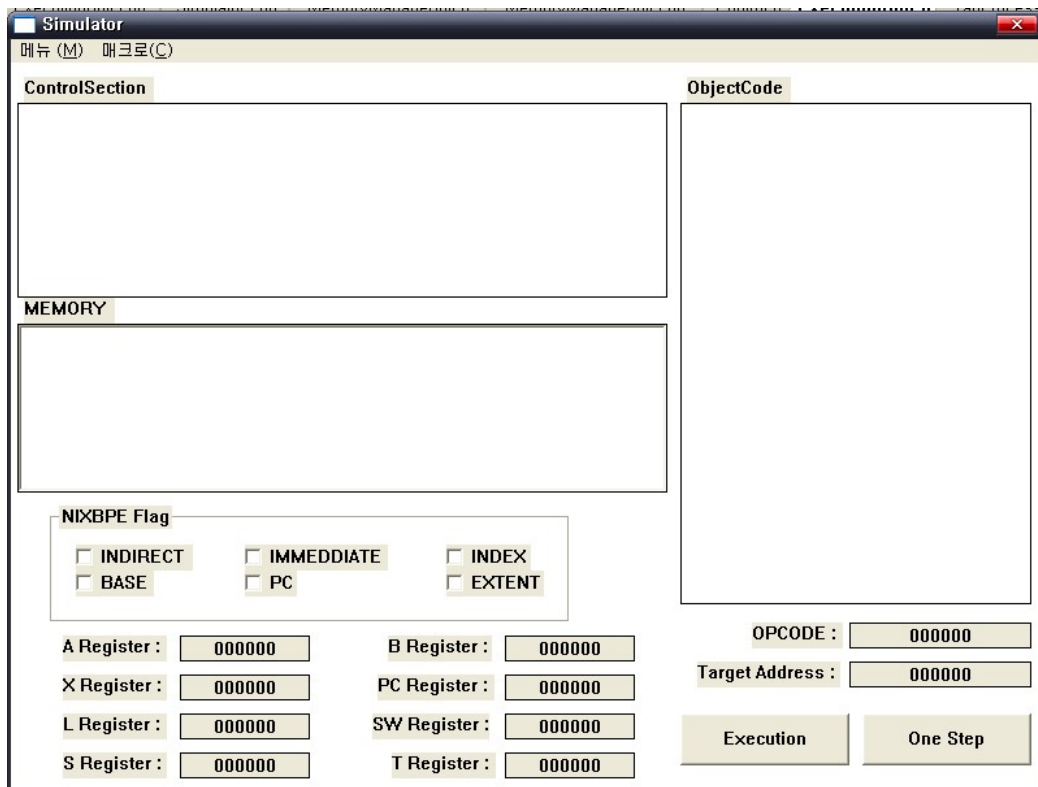 Simulator
메뉴 (M) 매크로(C)
ControlSection
ObjectCode
MEMORY
NIXBPE Flag
INDIRECT IMMEDDIATE INDEX
BASE PC EXTENT
A Register : 000000 B Register : 000000
X Register : 000000 PC Register : 000000
L Register : 000000 SW Register : 000000
S Register : 000000 T Register : 000000
OPCODE : 000000
Target Address : 000000
Execution One Step